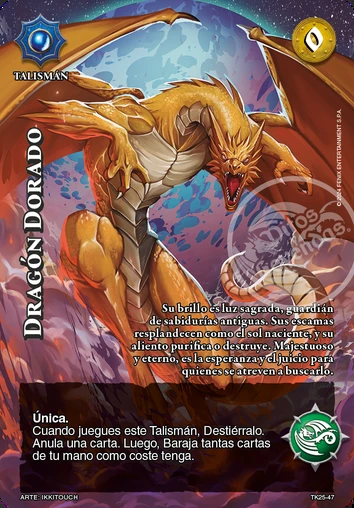 0
TALISMÁN
DRAGÓN DORADO
© 2024 FENIX ENTERTAINMENT S.P.A.
Su brillo es luz sagrada, guardián
de sabidurías antiguas. Sus escamas
resplandecen como el sol naciente, y su
aliento purifica o destruye. Majestuoso
y eterno, es la esperanza y el juicio para
quienes se atreven a buscarlo.
Única.
Cuando juegues este Talismán, Destiérralo.
Anula una carta. Luego, Baraja tantas cartas
de tu mano como coste tenga.
ARTE: IKKITOUCH
TK25-47